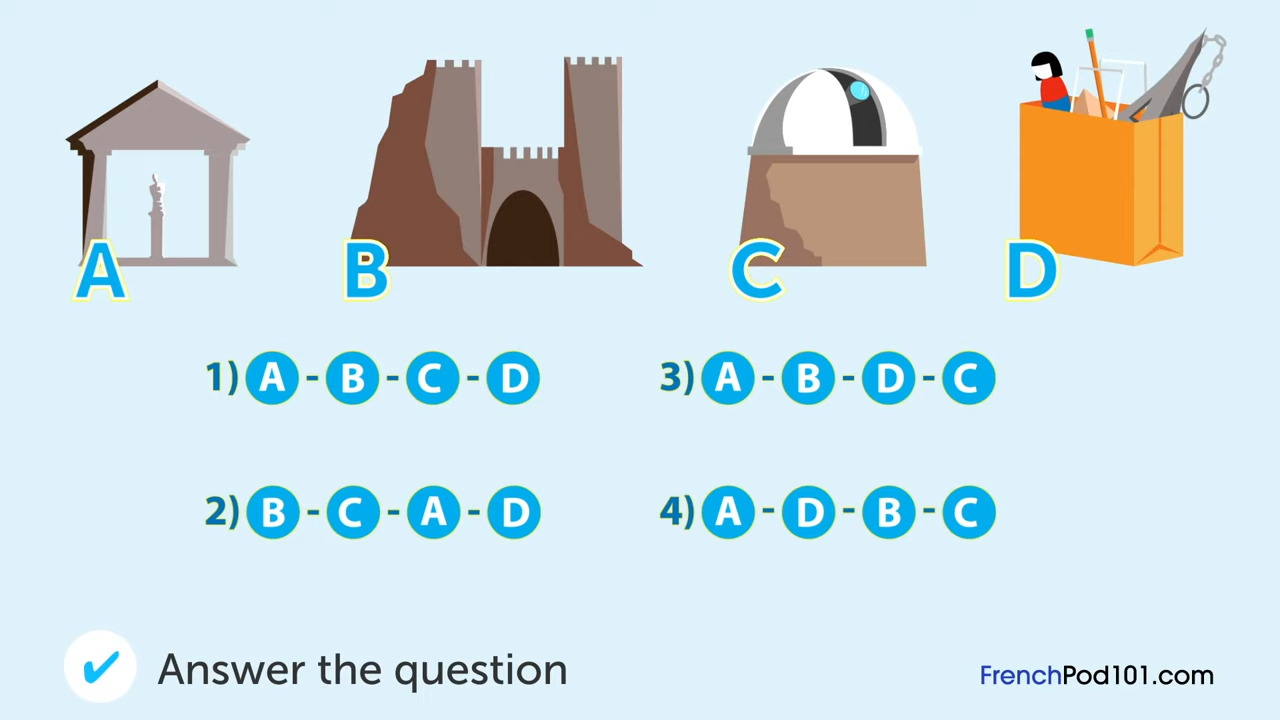 A B C D
1) A - B - C - D
3) A - B - D - C
2) B - C - A - D
4) A - D - B - C
✔ Answer the question
FrenchPod101.com